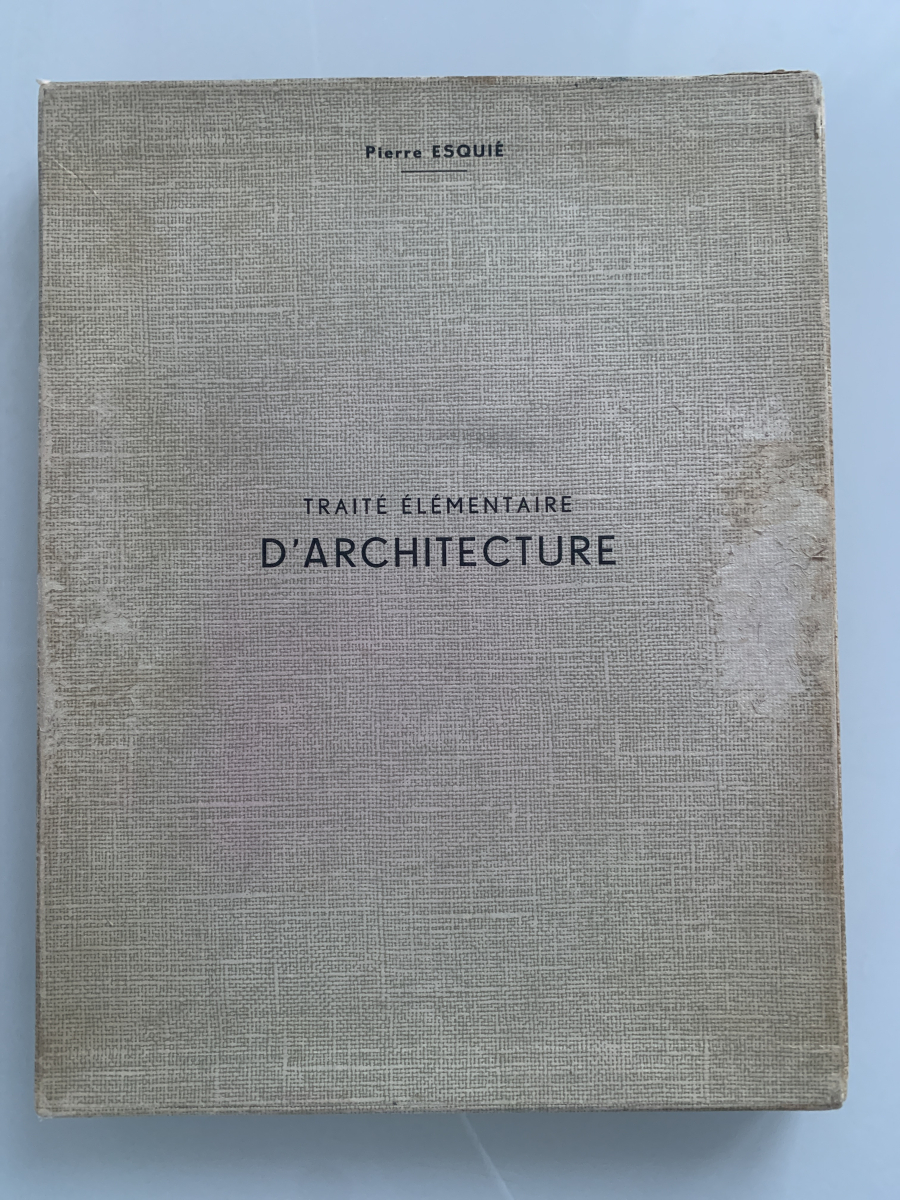 Pierre ESQUIÉ
TRAITÉ ÉLÉMENTAIRE
D'ARCHITECTURE